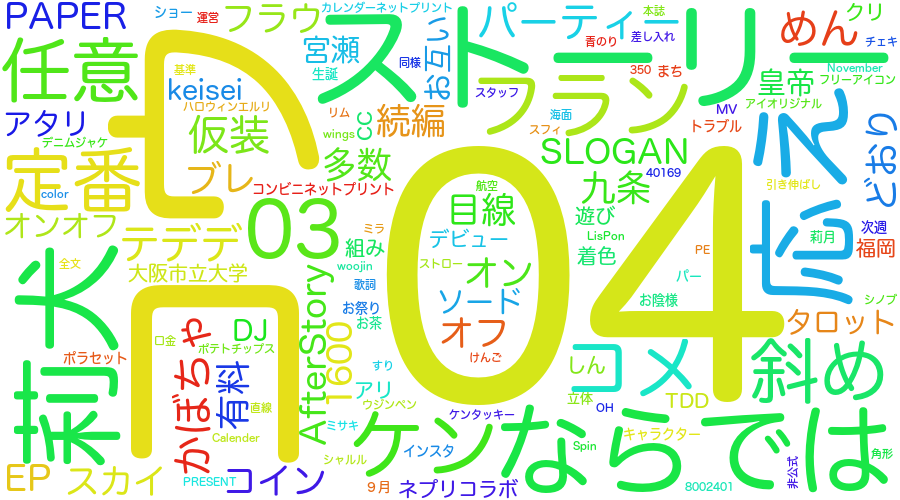 PAPER
ショー
運営
フラウ
ストーリー
カレンダーネットプリント
パーティー
本誌
差し入れ
青のり
めん
クリ
チェキ
任意
基準
宮瀬
生誕
お互い
同様
スタッフ
フラン
350
まち
皇帝
November
フリーアイコン
アイオリジナル
keisei
ハロウィンエルリ
アタリ
デニムジャケ
仮装
リム
wings
CC
続編
海面
スフィ
MV
トラブル
応え
どおり
定番
color
ブレ
コンビニネットプリント
多数
SLOGAN
九条
40169
引き伸ばし
航空
目線
04
03
オンオフ
テデデ
大阪市立大学
ミラ
組み
woojin
デビュー
遊び
LisPon
着色
PE
莉月
次週
福岡
全文
荊犬
ストロー
オン
歌詞
AfterStory
お祭り
お茶
ソード
オフ
けんご
パー
お陰様
シノブ
タロット
ポラセット
口金
かぼちゃ
DJ
ポテトチップス
有料
直線
1600
すり
アリ
ウジンペン
しん
コメ
立体
OH
TDD
斜め
ケンタッキー
ミサキ
Calender
ケン
インスタ
ならでは
Spin
キャラクター
角形
EP
スカイ
PRESENT
コイン
シャルル
9月
ネプリコラボ
8002401
非公式